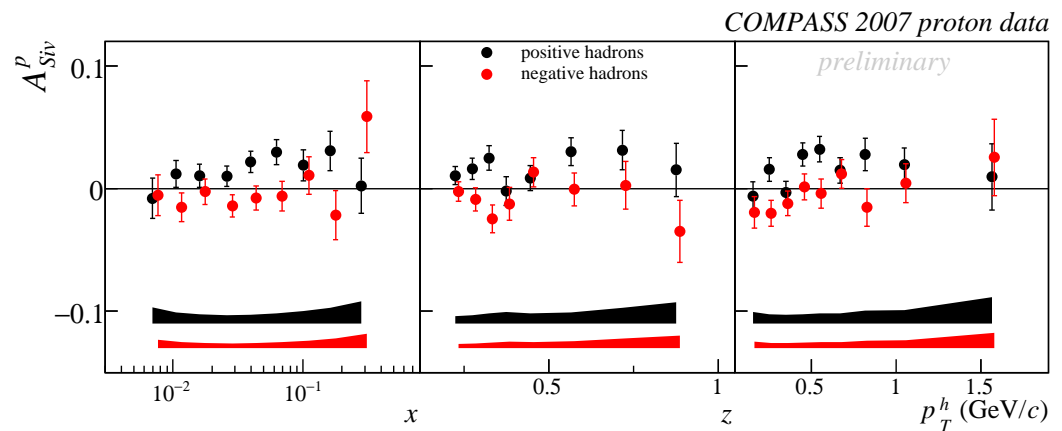 COMPASS 2007 proton data
A^p_Siv
positive hadrons
negative hadrons
preliminary
0.1
0
−0.1
10^−2 10^−1 0.5 1 0.5 1 1.5
x z p_T^h (GeV/c)